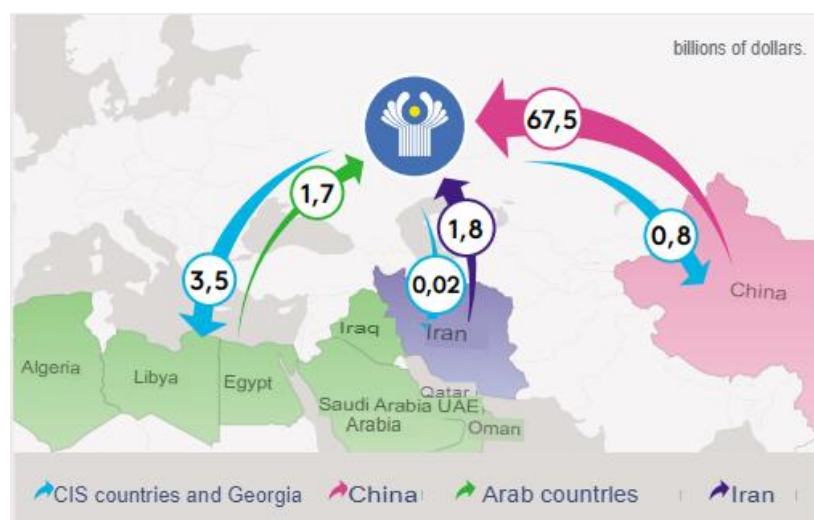 billions of dollars.
67,5
1,7
1,8
0,8
3,5
0,02
China
Iraq
Iran
Algeria
Libya
Egypt
Qatar
Saudi Arabia UAE
Arabia
Oman
CIS countries and Georgia China Arab countries Iran